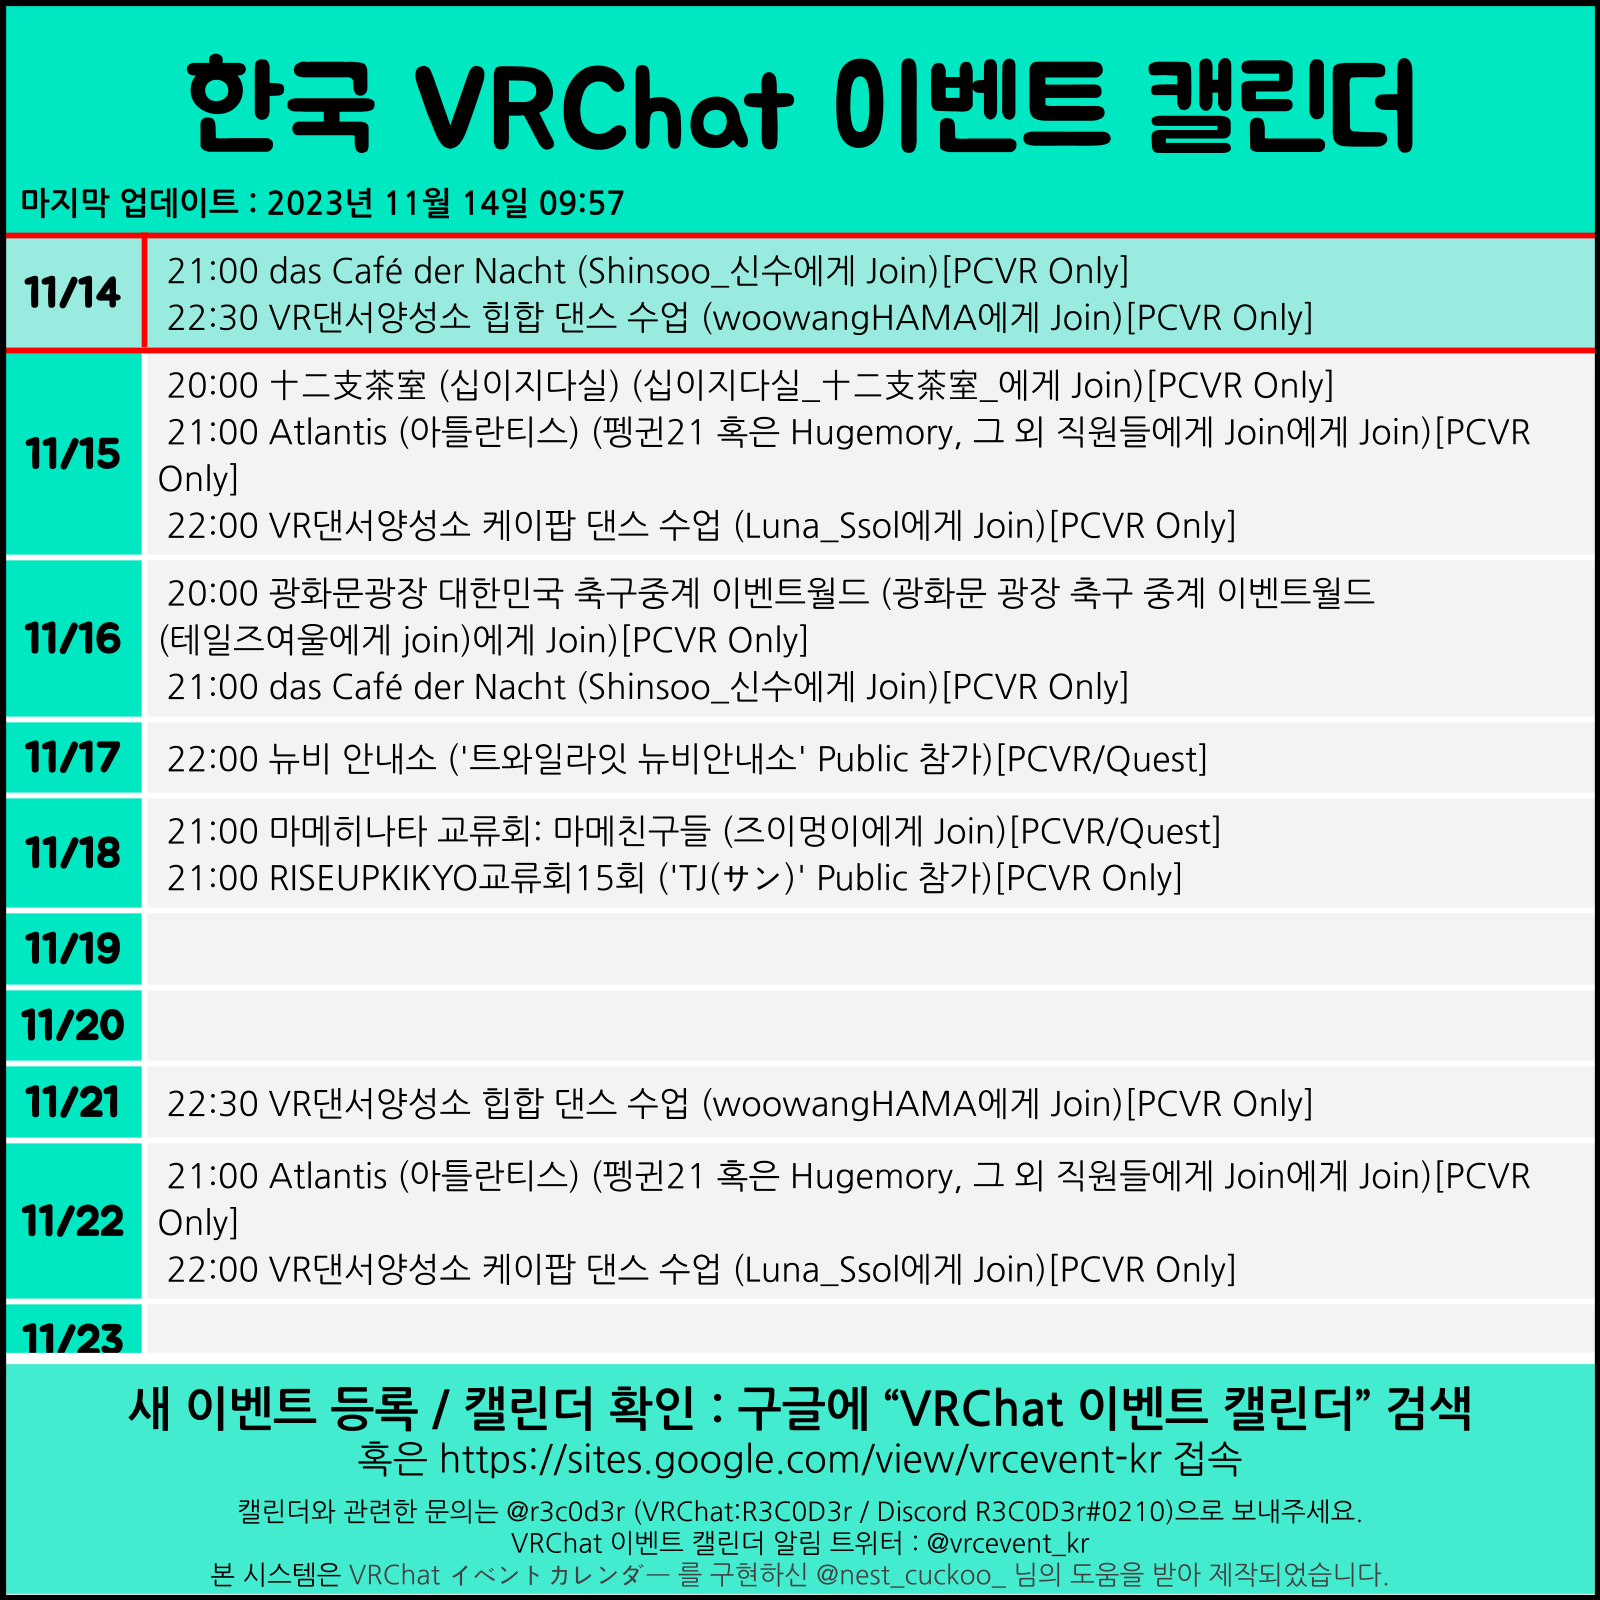 한국 VRChat 이벤트 캘린더
마지막 업데이트 : 2023년 11월 14일 09:57
11/14
21:00 das Café der Nacht (Shinsoo_신수에게 Join)[PCVR Only]
22:30 VR댄서양성소 힙합 댄스 수업 (woowangHAMA에게 Join)[PCVR Only]
11/15
20:00 十二支茶室 (십이지다실) (십이지다실_十二支茶室_에게 Join)[PCVR Only]
21:00 Atlantis (아틀란티스) (펭귄21 혹은 Hugemory, 그 외 직원들에게 Join에게 Join)[PCVR
Only]
22:00 VR댄서양성소 케이팝 댄스 수업 (Luna_Ssol에게 Join)[PCVR Only]
11/16
20:00 광화문광장 대한민국 축구중계 이벤트월드 (광화문 광장 축구 중계 이벤트월드
(테일즈여울에게 join)에게 Join)[PCVR Only]
21:00 das Café der Nacht (Shinsoo_신수에게 Join)[PCVR Only]
11/17
22:00 뉴비 안내소 ('트와일라잇 뉴비안내소' Public 참가)[PCVR/Quest]
11/18
21:00 마메히나타 교류회: 마메친구들 (즈이멍이에게 Join)[PCVR/Quest]
21:00 RISEUPKIKYO교류회15회 ('TJ(サン)' Public 참가)[PCVR Only]
11/19
11/20
11/21
22:30 VR댄서양성소 힙합 댄스 수업 (woowangHAMA에게 Join)[PCVR Only]
11/22
21:00 Atlantis (아틀란티스) (펭귄21 혹은 Hugemory, 그 외 직원들에게 Join에게 Join)[PCVR
Only]
22:00 VR댄서양성소 케이팝 댄스 수업 (Luna_Ssol에게 Join)[PCVR Only]
11/23
새 이벤트 등록 / 캘린더 확인 : 구글에 “VRChat 이벤트 캘린더” 검색
혹은 https://sites.google.com/view/vrcevent-kr 접속
캘린더와 관련한 문의는 @r3c0d3r (VRChat:R3C0D3r / Discord R3C0D3r#0210)으로 보내주세요.
VRChat 이벤트 캘린더 알림 트위터 : @vrcevent_kr
본 시스템은 VRChat イベントカレンダー 를 구현하신 @nest_cuckoo_ 님의 도움을 받아 제작되었습니다.